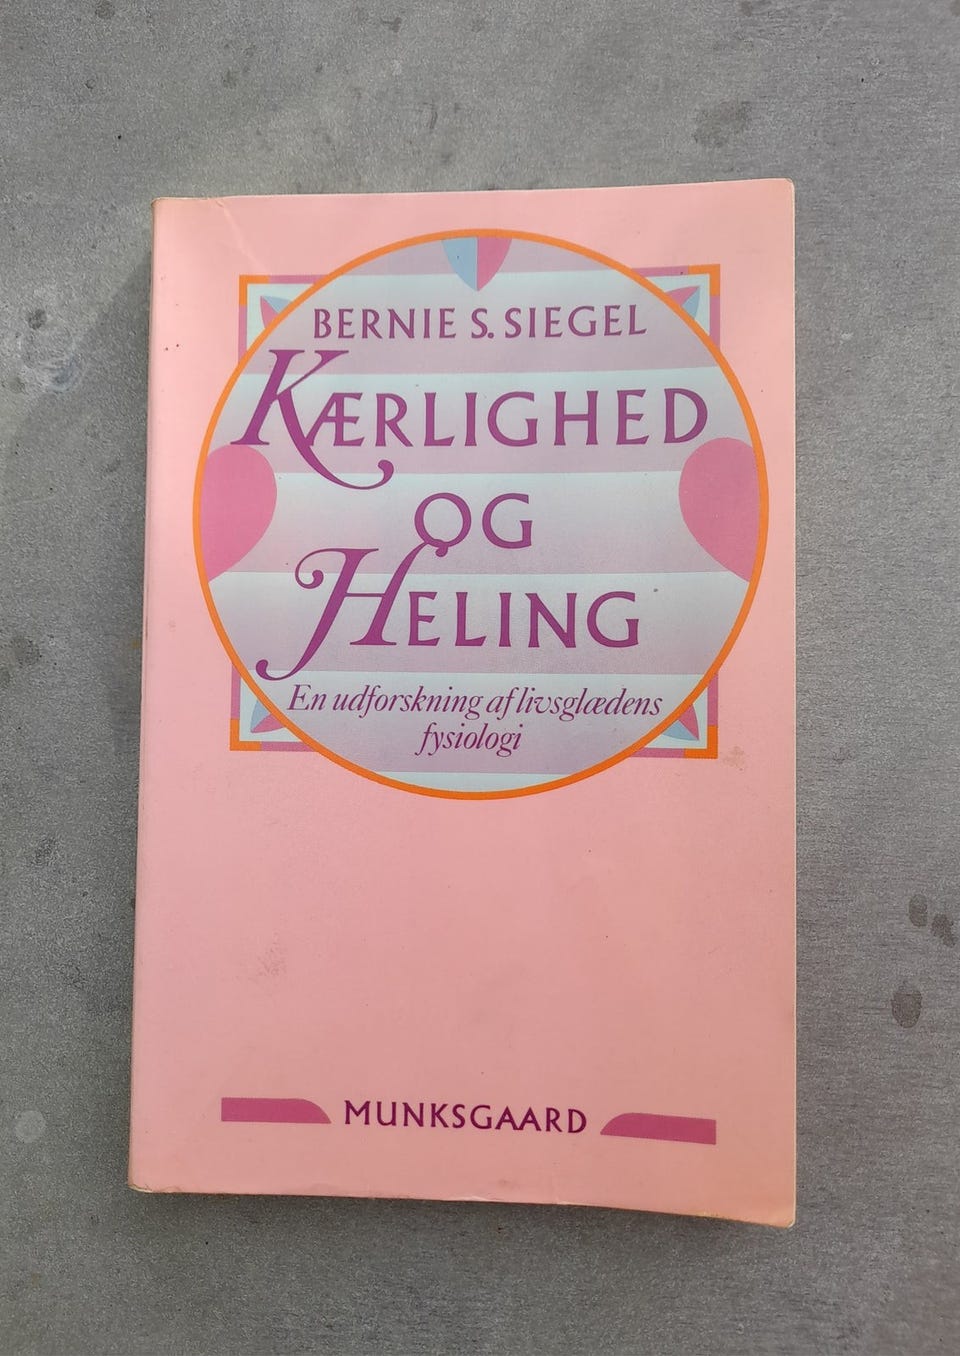 BERNIE S. SIEGEL
KÆRLIGHED
OG
HELING
En udforskning af livsglædens
fysiologi
MUNKSGAARD